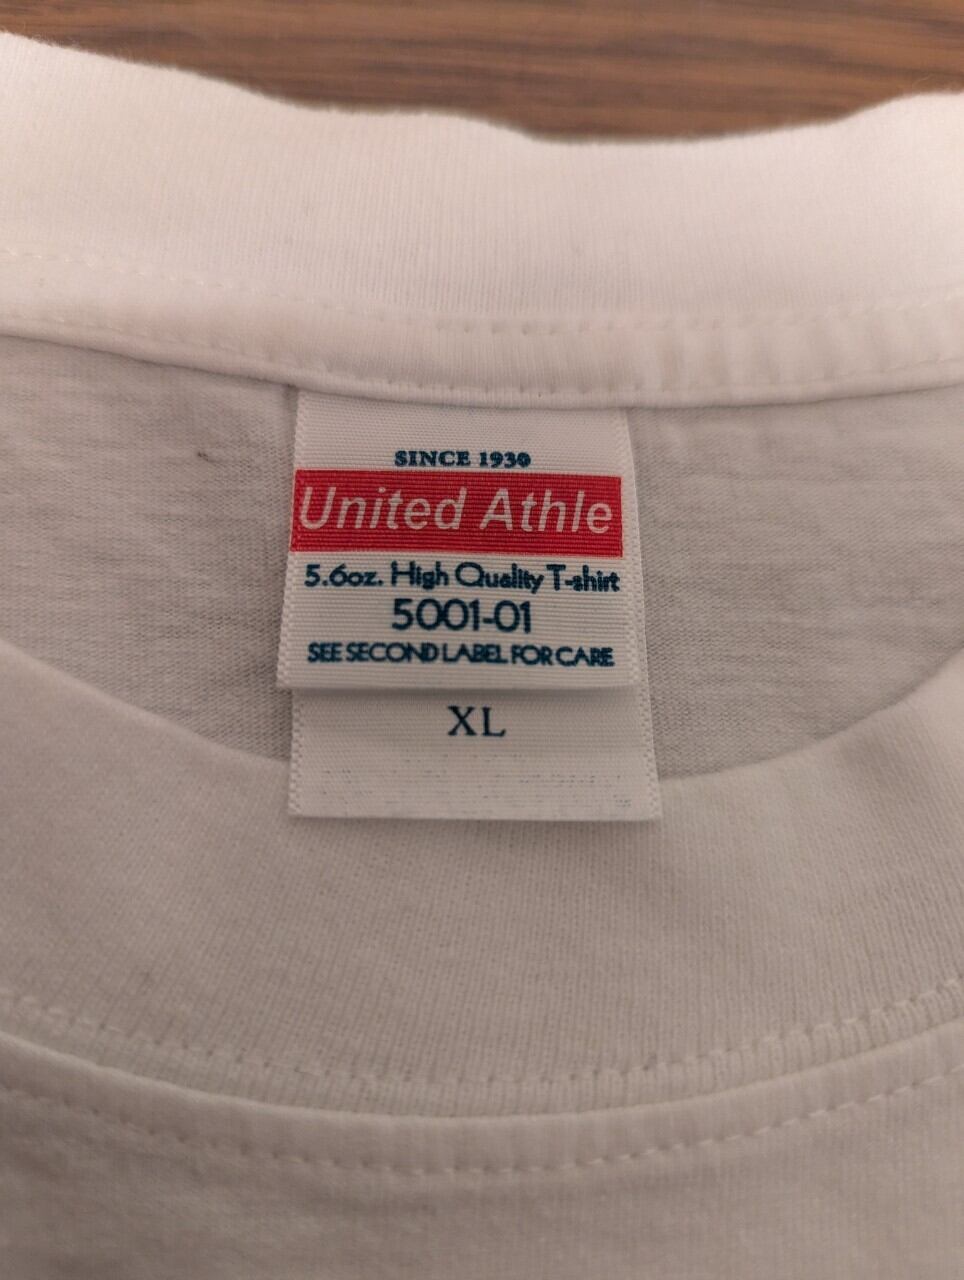 SINCE 1930
United Athle
5.6oz. High Quality T-shirt
5001-01
SEE SECOND LABEL FOR CARE
XL